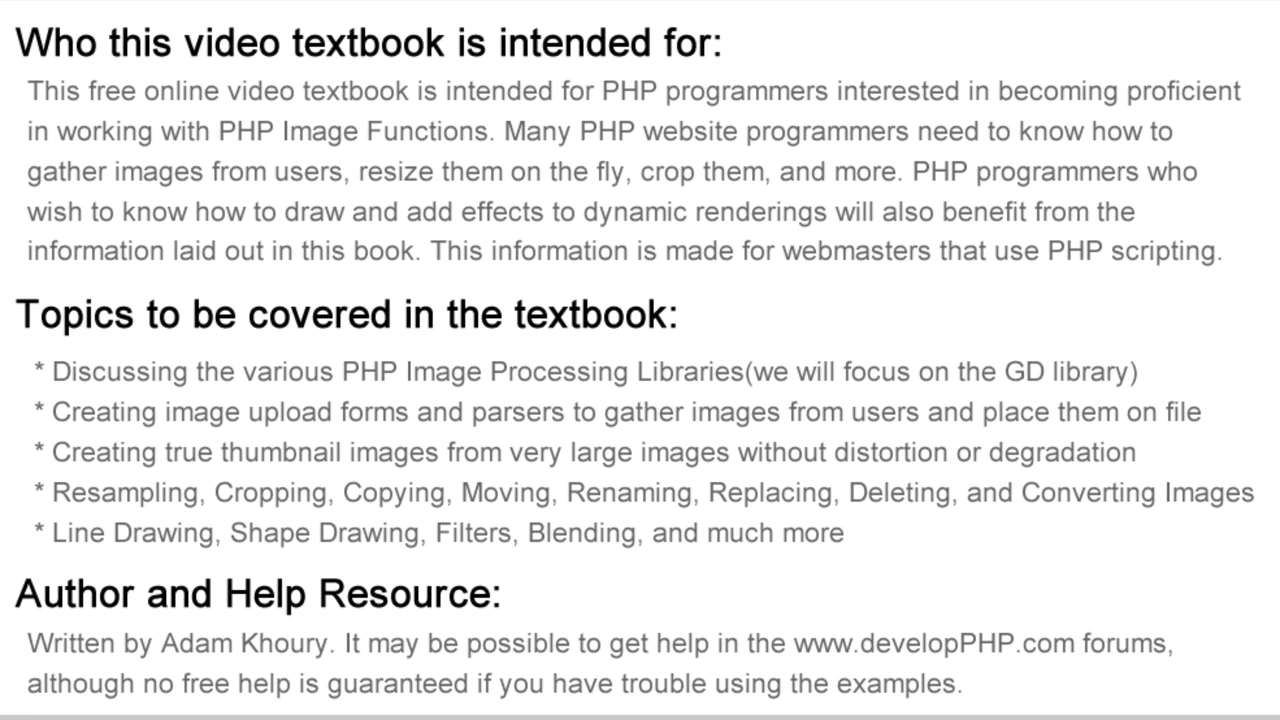 Who this video textbook is intended for:
This free online video textbook is intended for PHP programmers interested in becoming proficient
in working with PHP Image Functions. Many PHP website programmers need to know how to
gather images from users, resize them on the fly, crop them, and more. PHP programmers who
wish to know how to draw and add effects to dynamic renderings will also benefit from the
information laid out in this book. This information is made for webmasters that use PHP scripting.
Topics to be covered in the textbook:
* Discussing the various PHP Image Processing Libraries(we will focus on the GD library)
* Creating image upload forms and parsers to gather images from users and place them on file
* Creating true thumbnail images from very large images without distortion or degradation
* Resampling, Cropping, Copying, Moving, Renaming, Replacing, Deleting, and Converting Images
* Line Drawing, Shape Drawing, Filters, Blending, and much more
Author and Help Resource:
Written by Adam Khoury. It may be possible to get help in the www.developPHP.com forums,
although no free help is guaranteed if you have trouble using the examples.